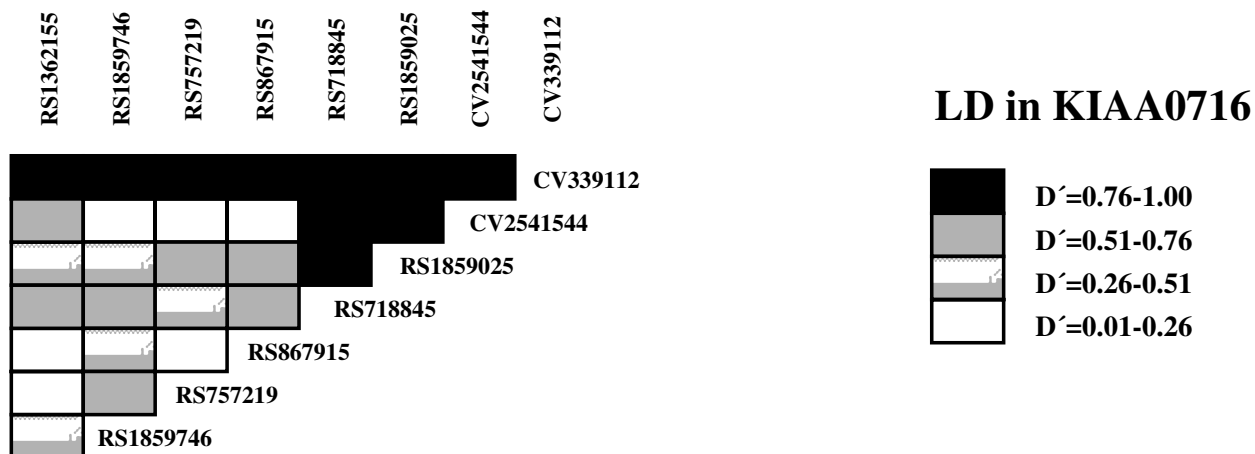 RS1362155
RS1859746
RS757219
RS867915
RS718845
RS1859025
CV2541544
CV339112
LD in KIAA0716
CV339112
D´=0.76-1.00
CV2541544
D´=0.51-0.76
RS1859025
D´=0.26-0.51
RS718845
D´=0.01-0.26
RS867915
RS757219
RS1859746